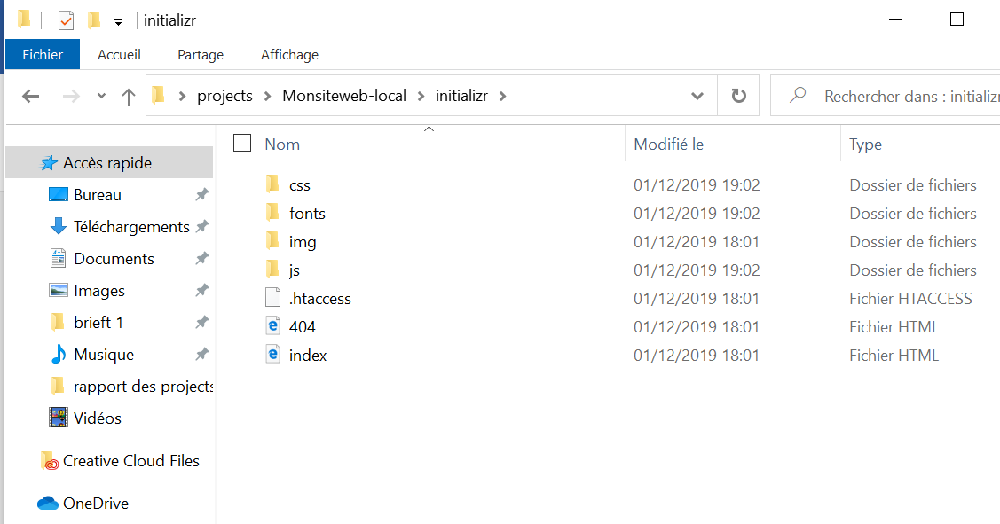 initializr
Fichier Accueil Partage Affichage
projects Monsiteweb-local initializr
Rechercher dans : initializr
Nom Modifié le Type
Accès rapide
Bureau
Téléchargements
Documents
Images
brieft 1
Musique
rapport des projects
Vidéos
Creative Cloud Files
OneDrive
css 01/12/2019 19:02 Dossier de fichiers
fonts 01/12/2019 19:02 Dossier de fichiers
img 01/12/2019 18:01 Dossier de fichiers
js 01/12/2019 19:02 Dossier de fichiers
.htaccess 01/12/2019 18:01 Fichier HTACCESS
404 01/12/2019 18:01 Fichier HTML
index 01/12/2019 18:01 Fichier HTML